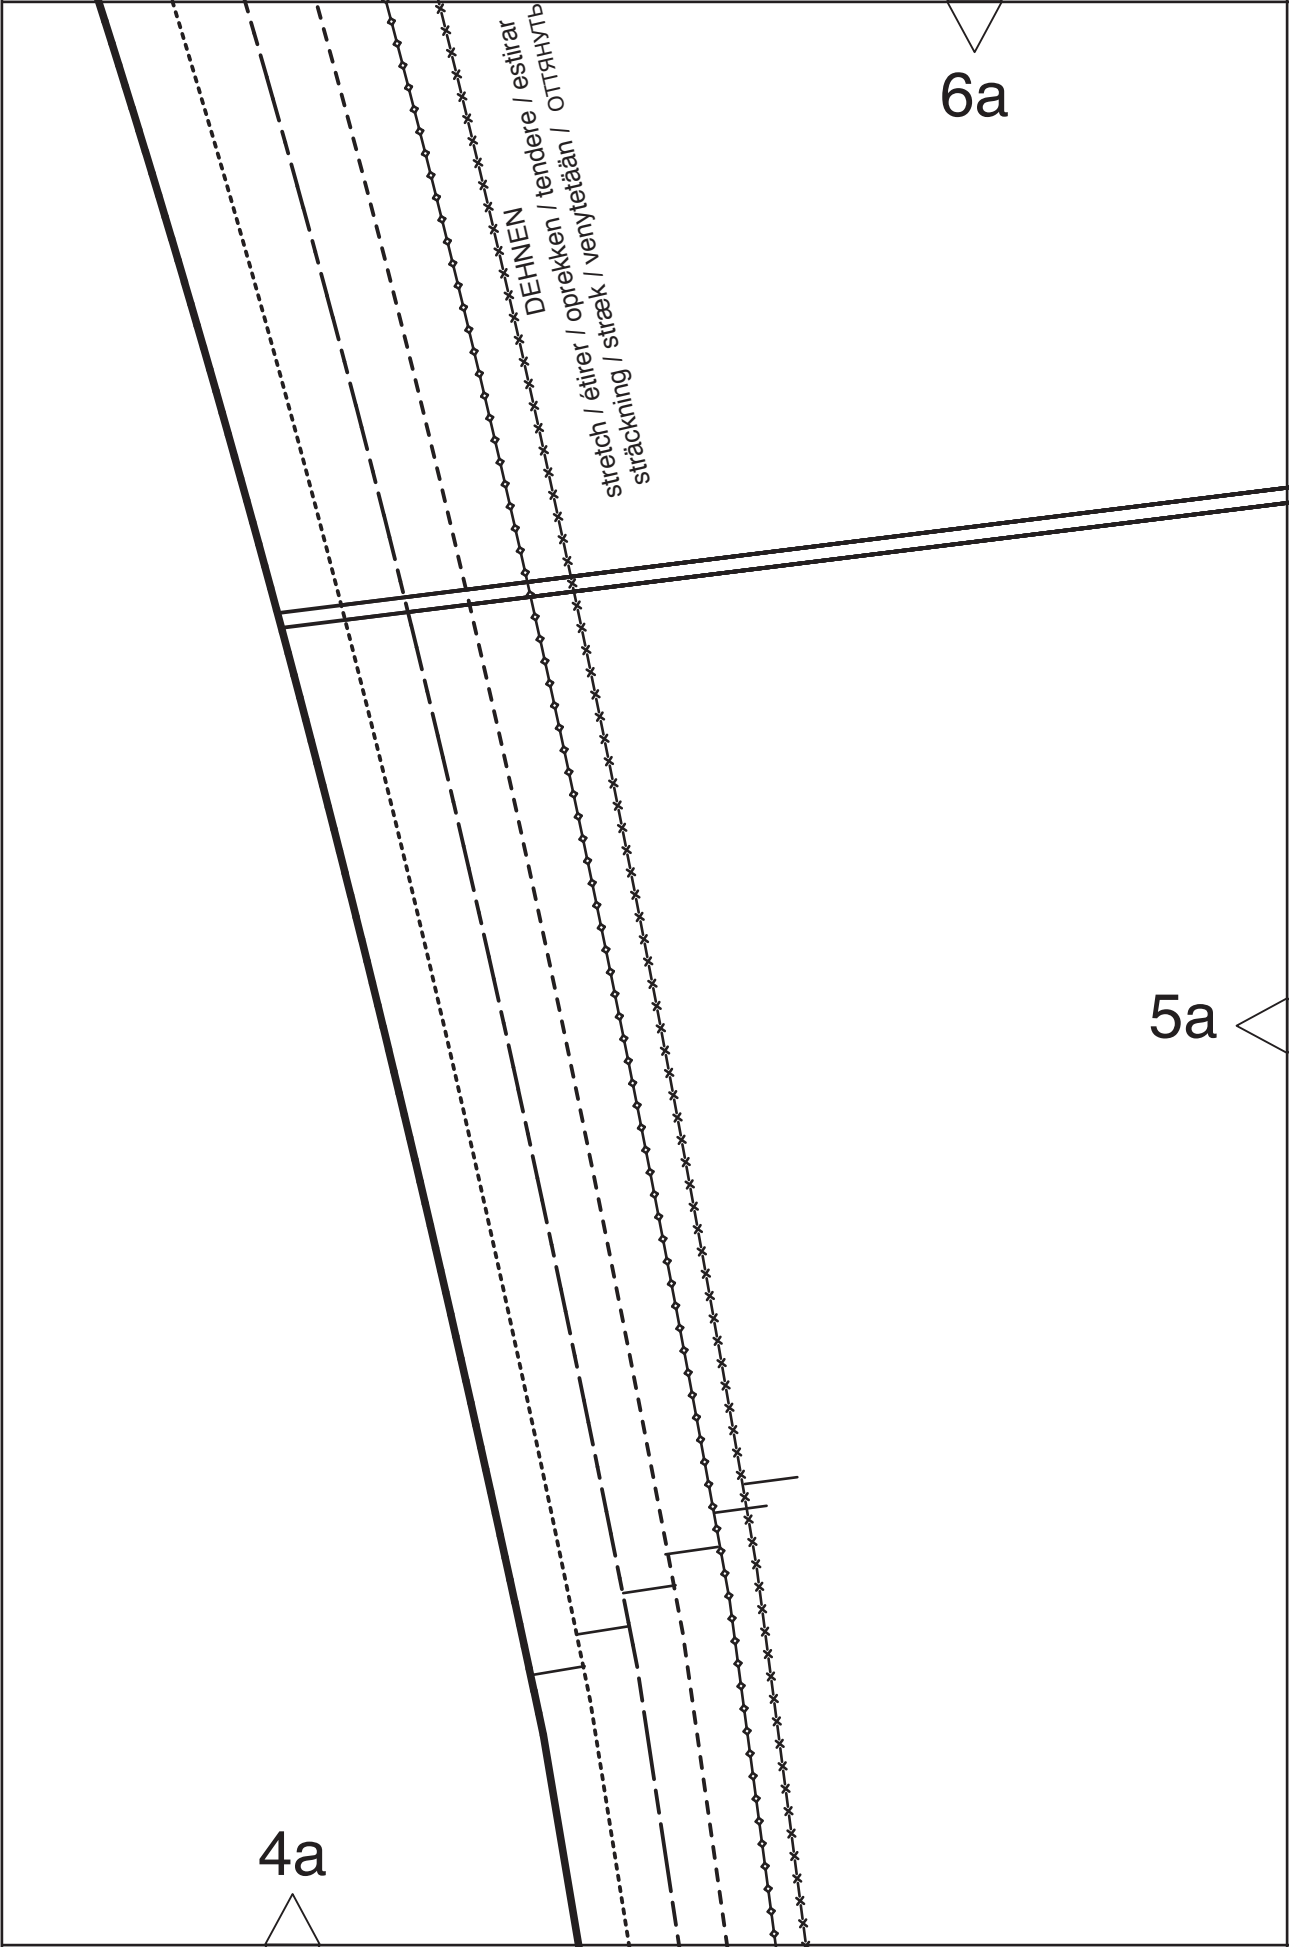 6a
DEHNEN
stretch / étirer / oprekken / tendere / estirar
sträckning / stræk / venytetään / ОТТЯНУТЬ
5a
4a